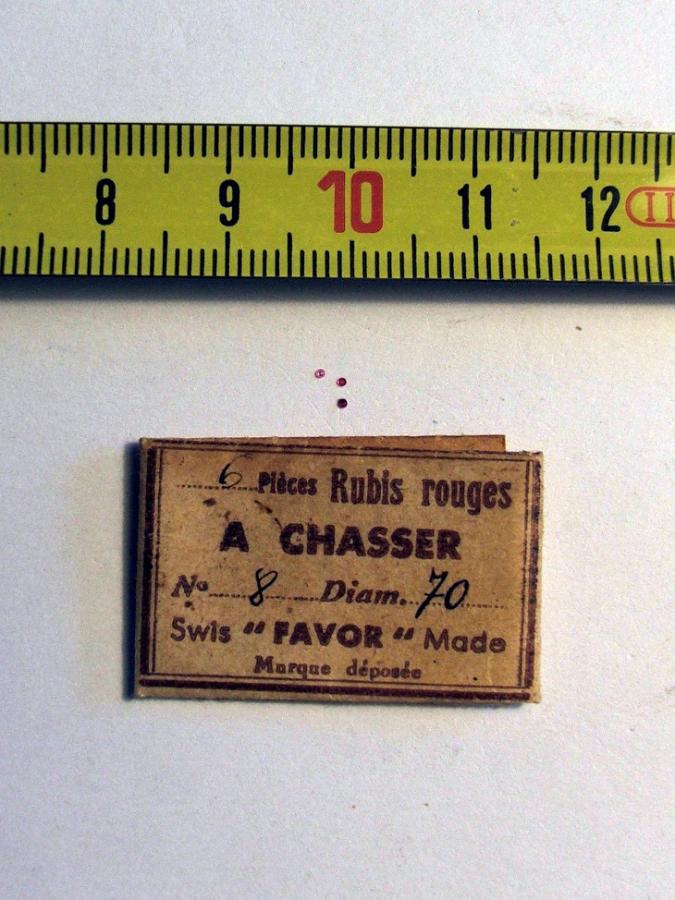 8 9 10 11 12 II
6 Pièces Rubis rouges
A CHASSER
No 8 Diam. 70
Swis " FAVOR " Made
Marque déposée